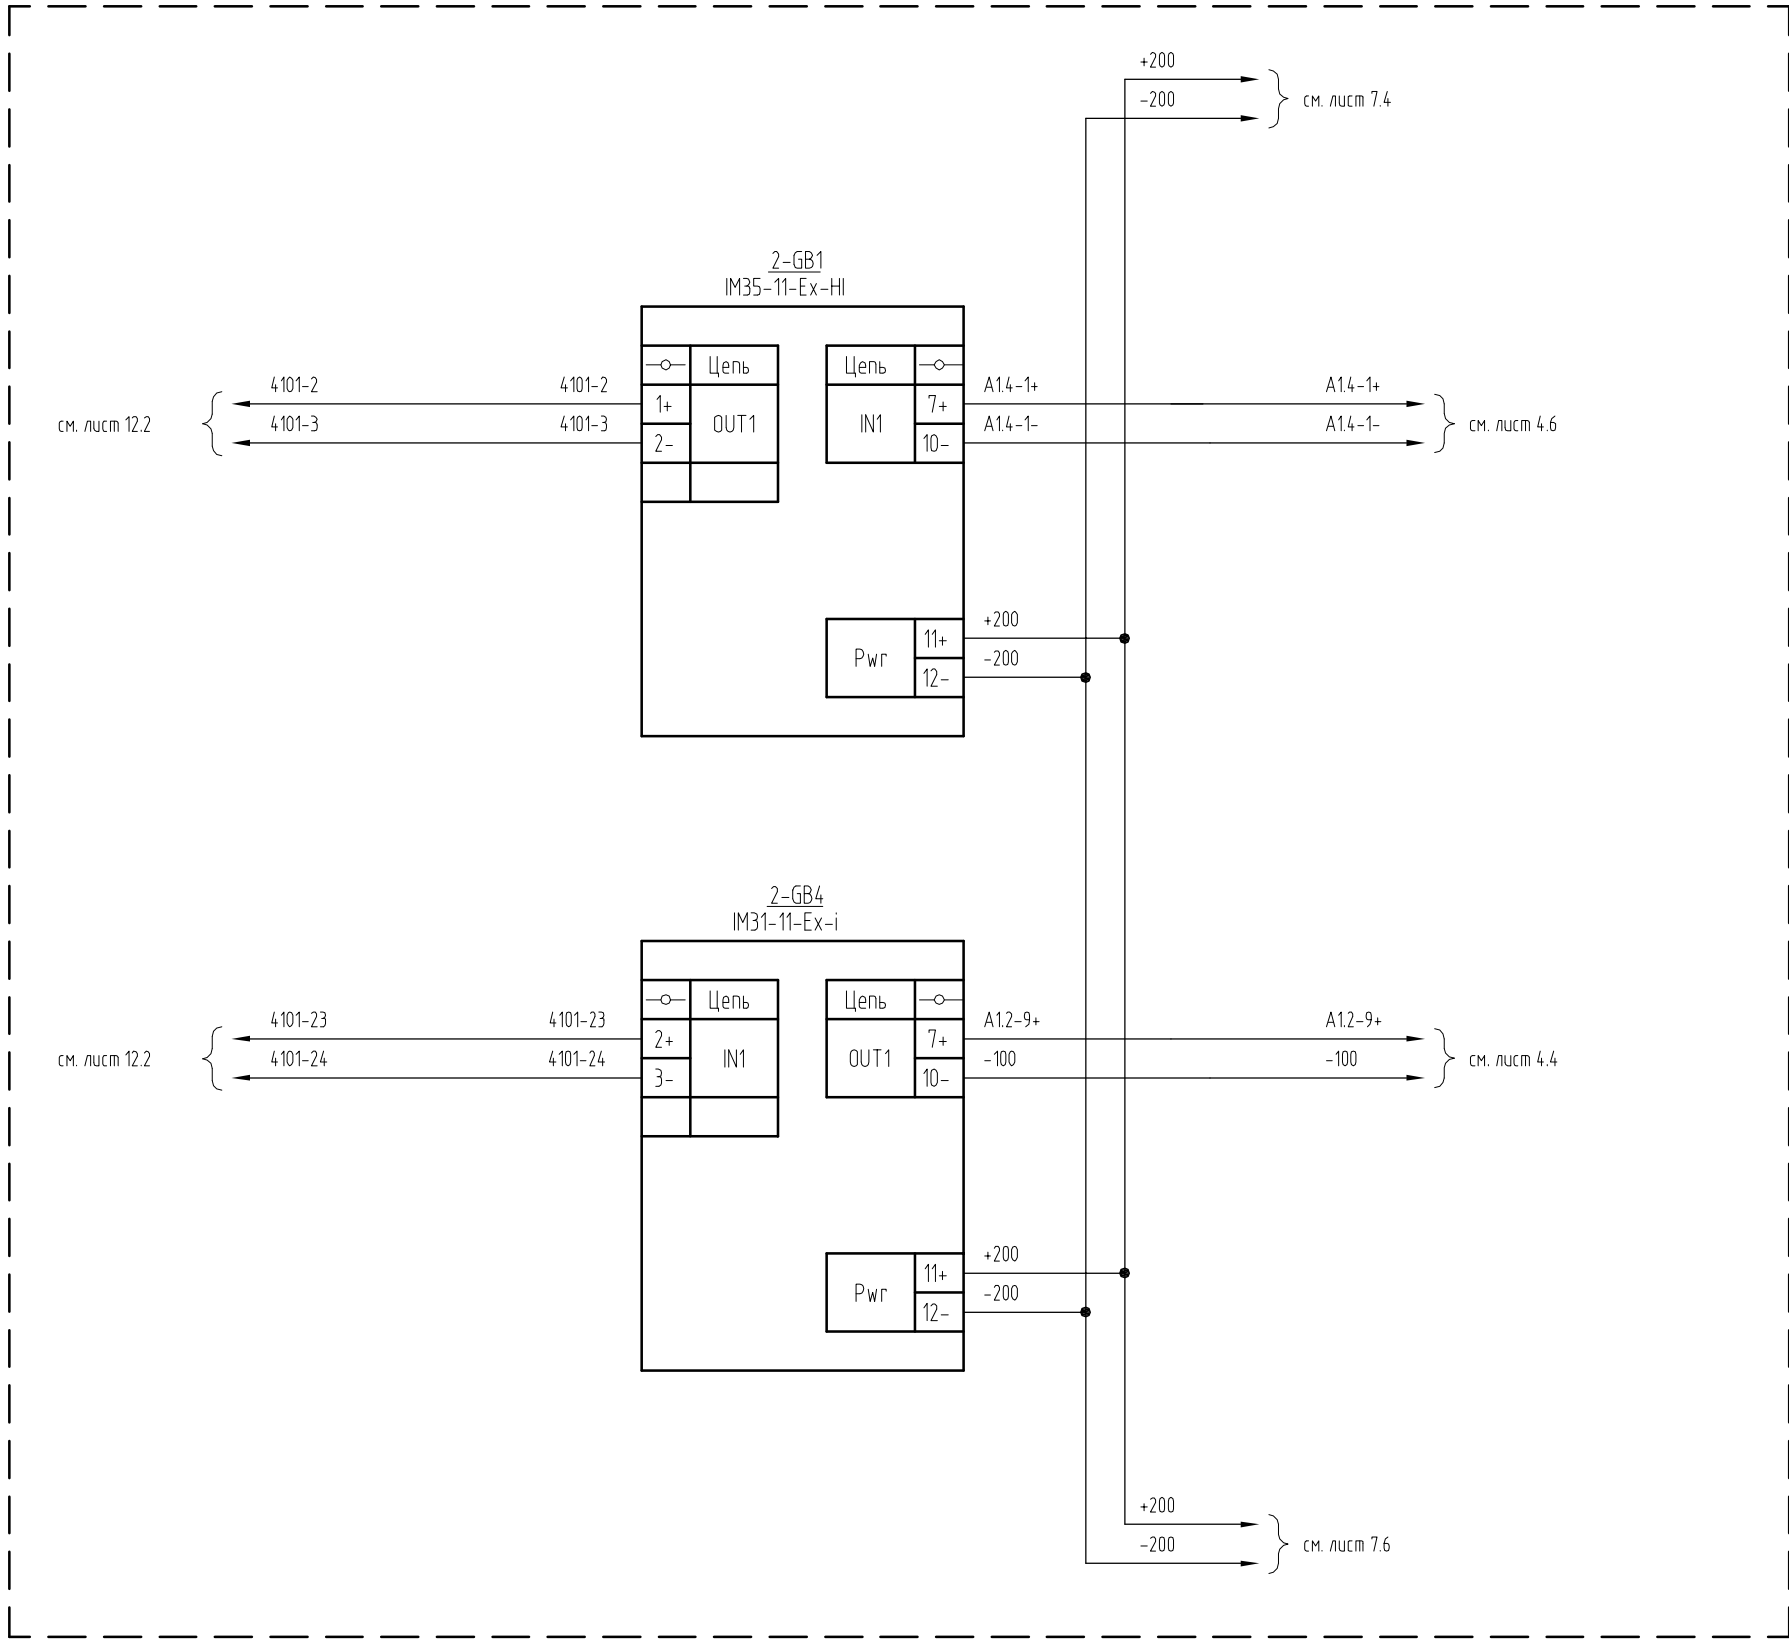 +200
-200
см. лист 7.4
2-GB1
IM35-11-Ex-HI
Цепь
Цепь
4101-2
4101-2
1+
OUT1
IN1
7+
A1.4-1+
A1.4-1+
см. лист 12.2
4101-3
4101-3
2-
10-
A1.4-1-
A1.4-1-
см. лист 4.6
Pwr
11+
+200
12-
-200
2-GB4
IM31-11-Ex-i
Цепь
Цепь
4101-23
4101-23
2+
IN1
OUT1
7+
A1.2-9+
A1.2-9+
см. лист 12.2
4101-24
4101-24
3-
10-
-100
-100
см. лист 4.4
Pwr
11+
+200
12-
-200
+200
-200
см. лист 7.6